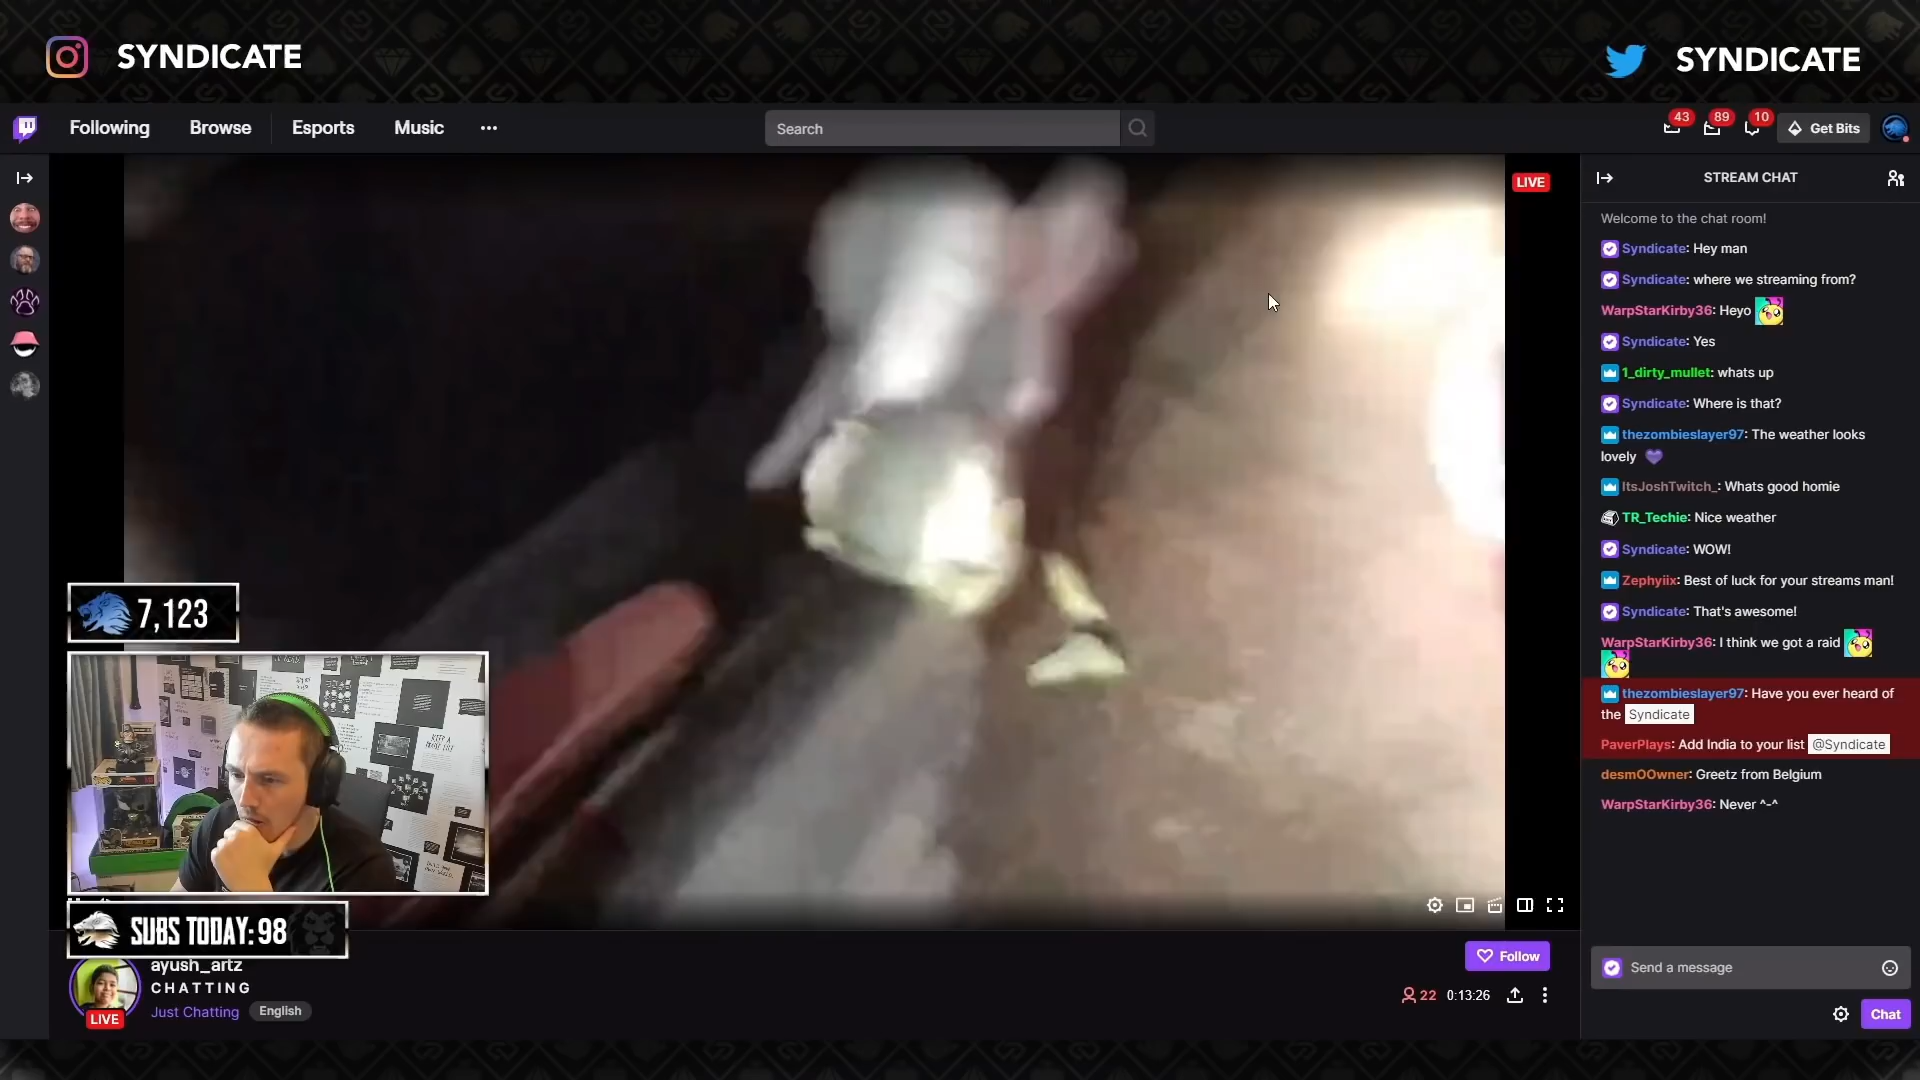 SYNDICATE
SYNDICATE
Following
Browse
Esports
Music
Search
43
89
10
Get Bits
LIVE
STREAM CHAT
Welcome to the chat room!
Syndicate: Hey man
Syndicate: where we streaming from?
WarpStarKirby36: Heyo
Syndicate: Yes
1_dirty_mullet: whats up
Syndicate: Where is that?
thezombieslayer97: The weather looks
lovely
ItsJoshTwitch_: Whats good homie
TR_Techie: Nice weather
Syndicate: WOW!
Zephyiix: Best of luck for your streams man!
Syndicate: That's awesome!
WarpStarKirby36: I think we got a raid
thezombieslayer97: Have you ever heard of
the Syndicate
PaverPlays: Add India to your list @Syndicate
desmOOwner: Greetz from Belgium
WarpStarKirby36: Never ^-^
7,123
SUBS TODAY: 98
ayush_artz
CHATTING
Just Chatting
English
LIVE
Follow
22
0:13:26
Send a message
Chat